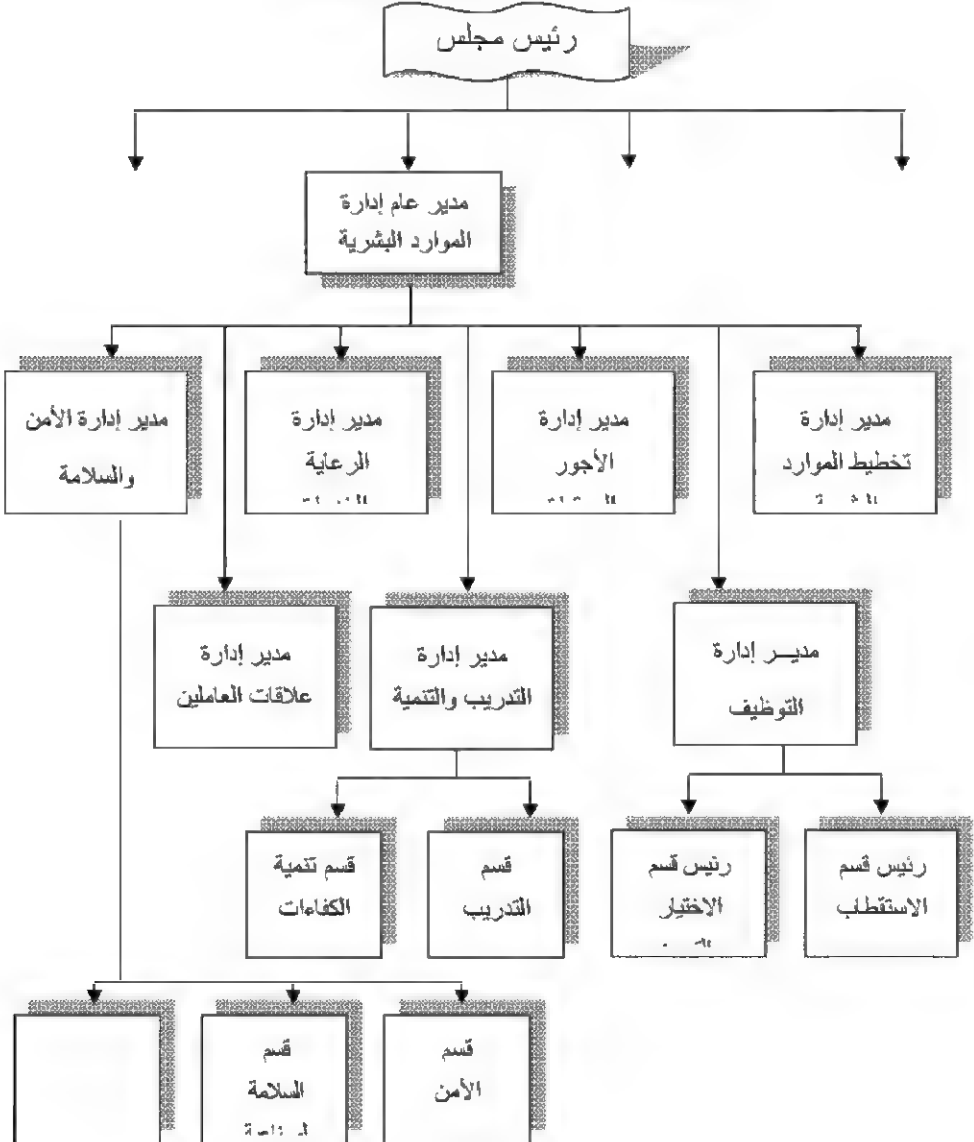 رئيس مجلس
مدير عام إدارة
الموارد البشرية
مدير إدارة
تخطيط الموارد
مدير إدارة
الأجور
مدير إدارة
الرعاية
مدير إدارة الأمن
والسلامة
مديـــر إدارة
التوظيف
مدير إدارة
التدريب والتنمية
مدير إدارة
علاقات العاملين
رئيس قسم
الاستقطاب
رئيس قسم
الاختيار
قسم
التدريب
قسم تنمية
الكفاءات
قسم
الأمن
قسم
السلامة